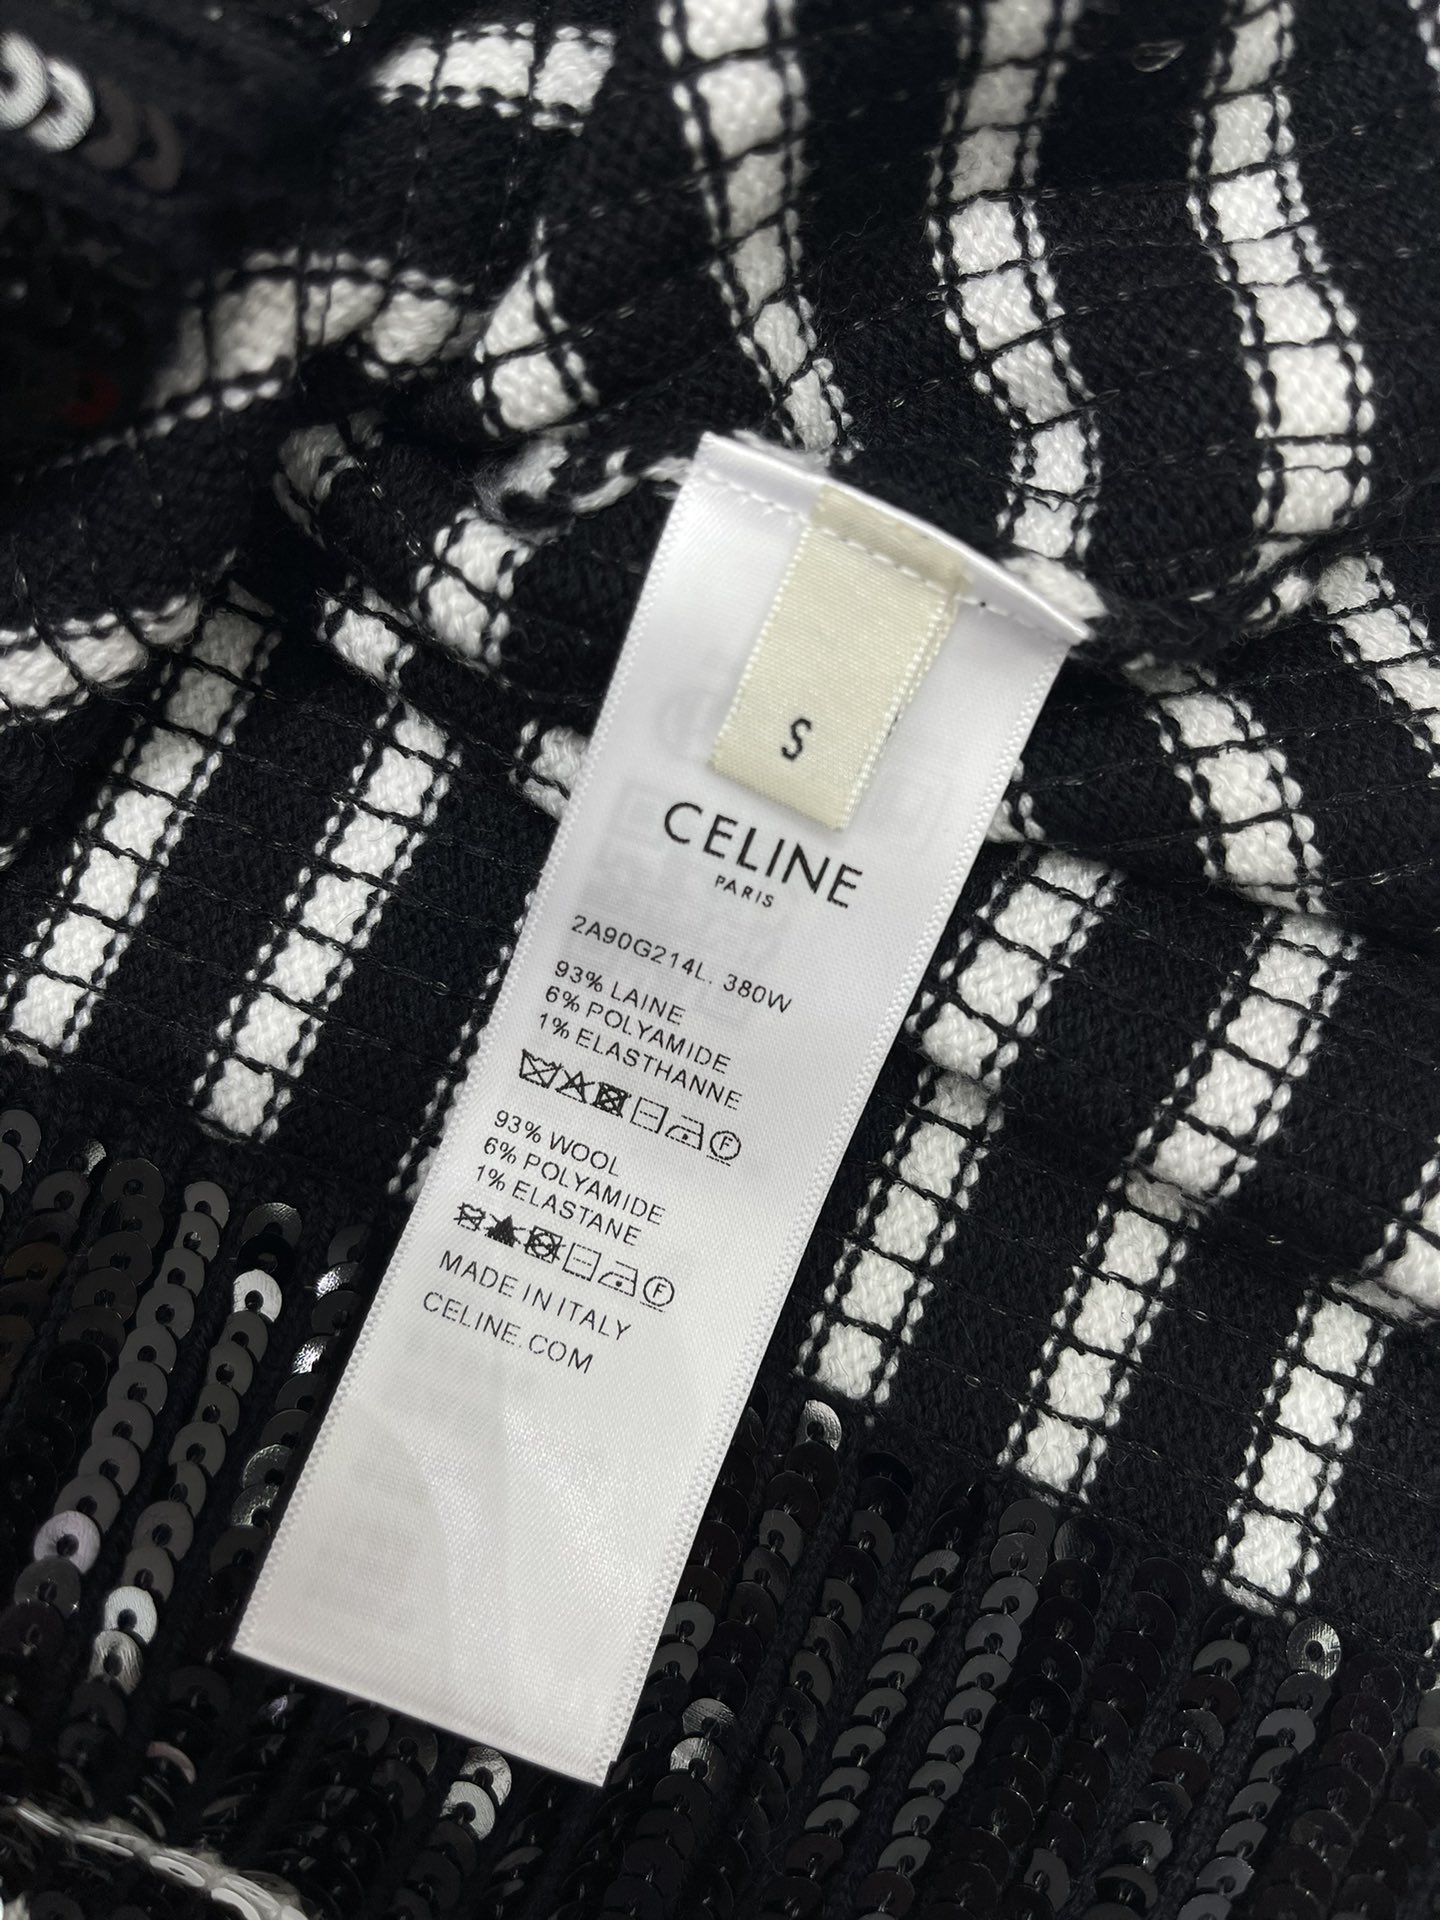 S
CELINE
PARIS
2A90G214L. 380W
93% LAINE
6% POLYAMIDE
1% ELASTHANNE
F
93% WOOL
6% POLYAMIDE
1% ELASTANE
F
MADE IN ITALY
CELINE.COM